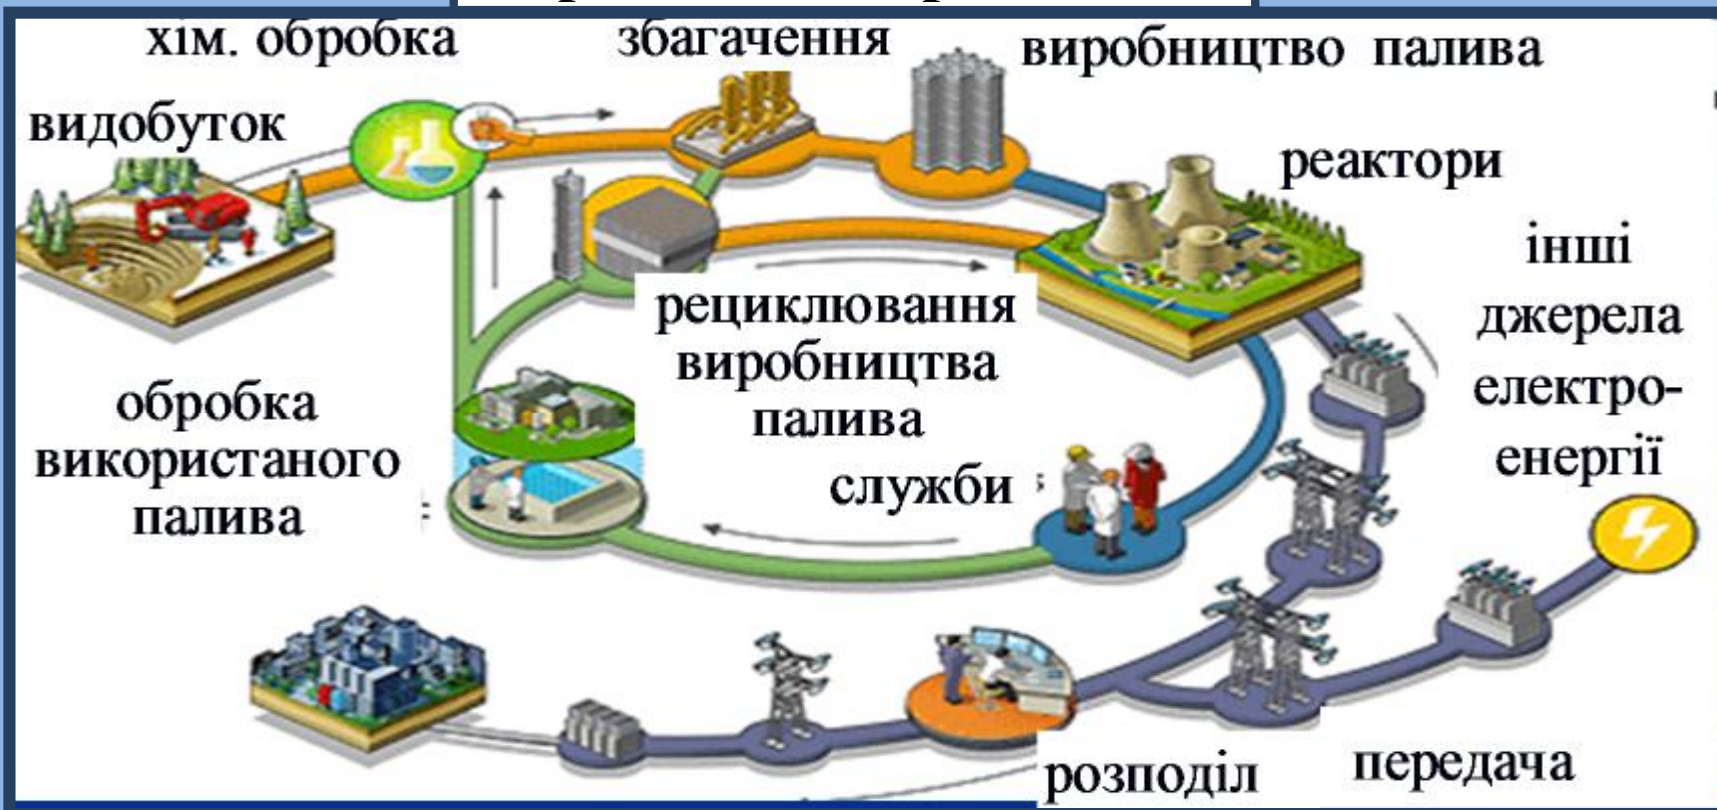 хім. обробка
збагачення
виробництво палива
видобуток
реактори
інші
джерела
електро-
енергії
рециклювання
виробництва
палива
обробка
використаного
палива
служби
розподіл
передача